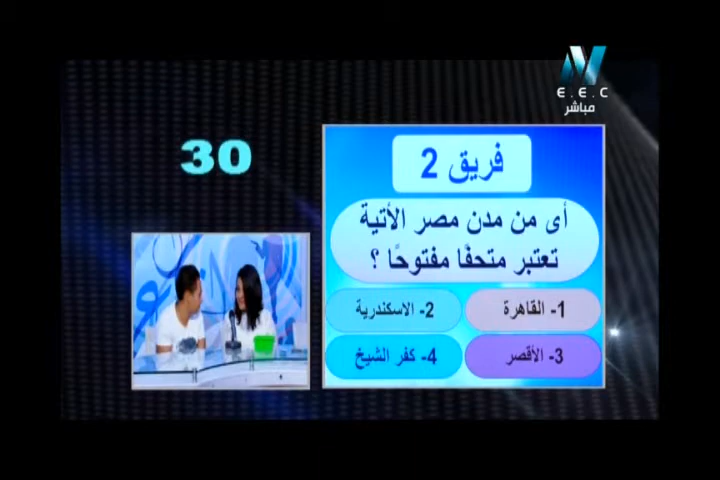 E.E.C
مباشر
30
فريق 2
أى من مدن مصر الأتية
تعتبر متحفًا مفتوحًا ؟
1- القاهرة
2- الاسكندرية
3- الأقصر
4- كفر الشيخ